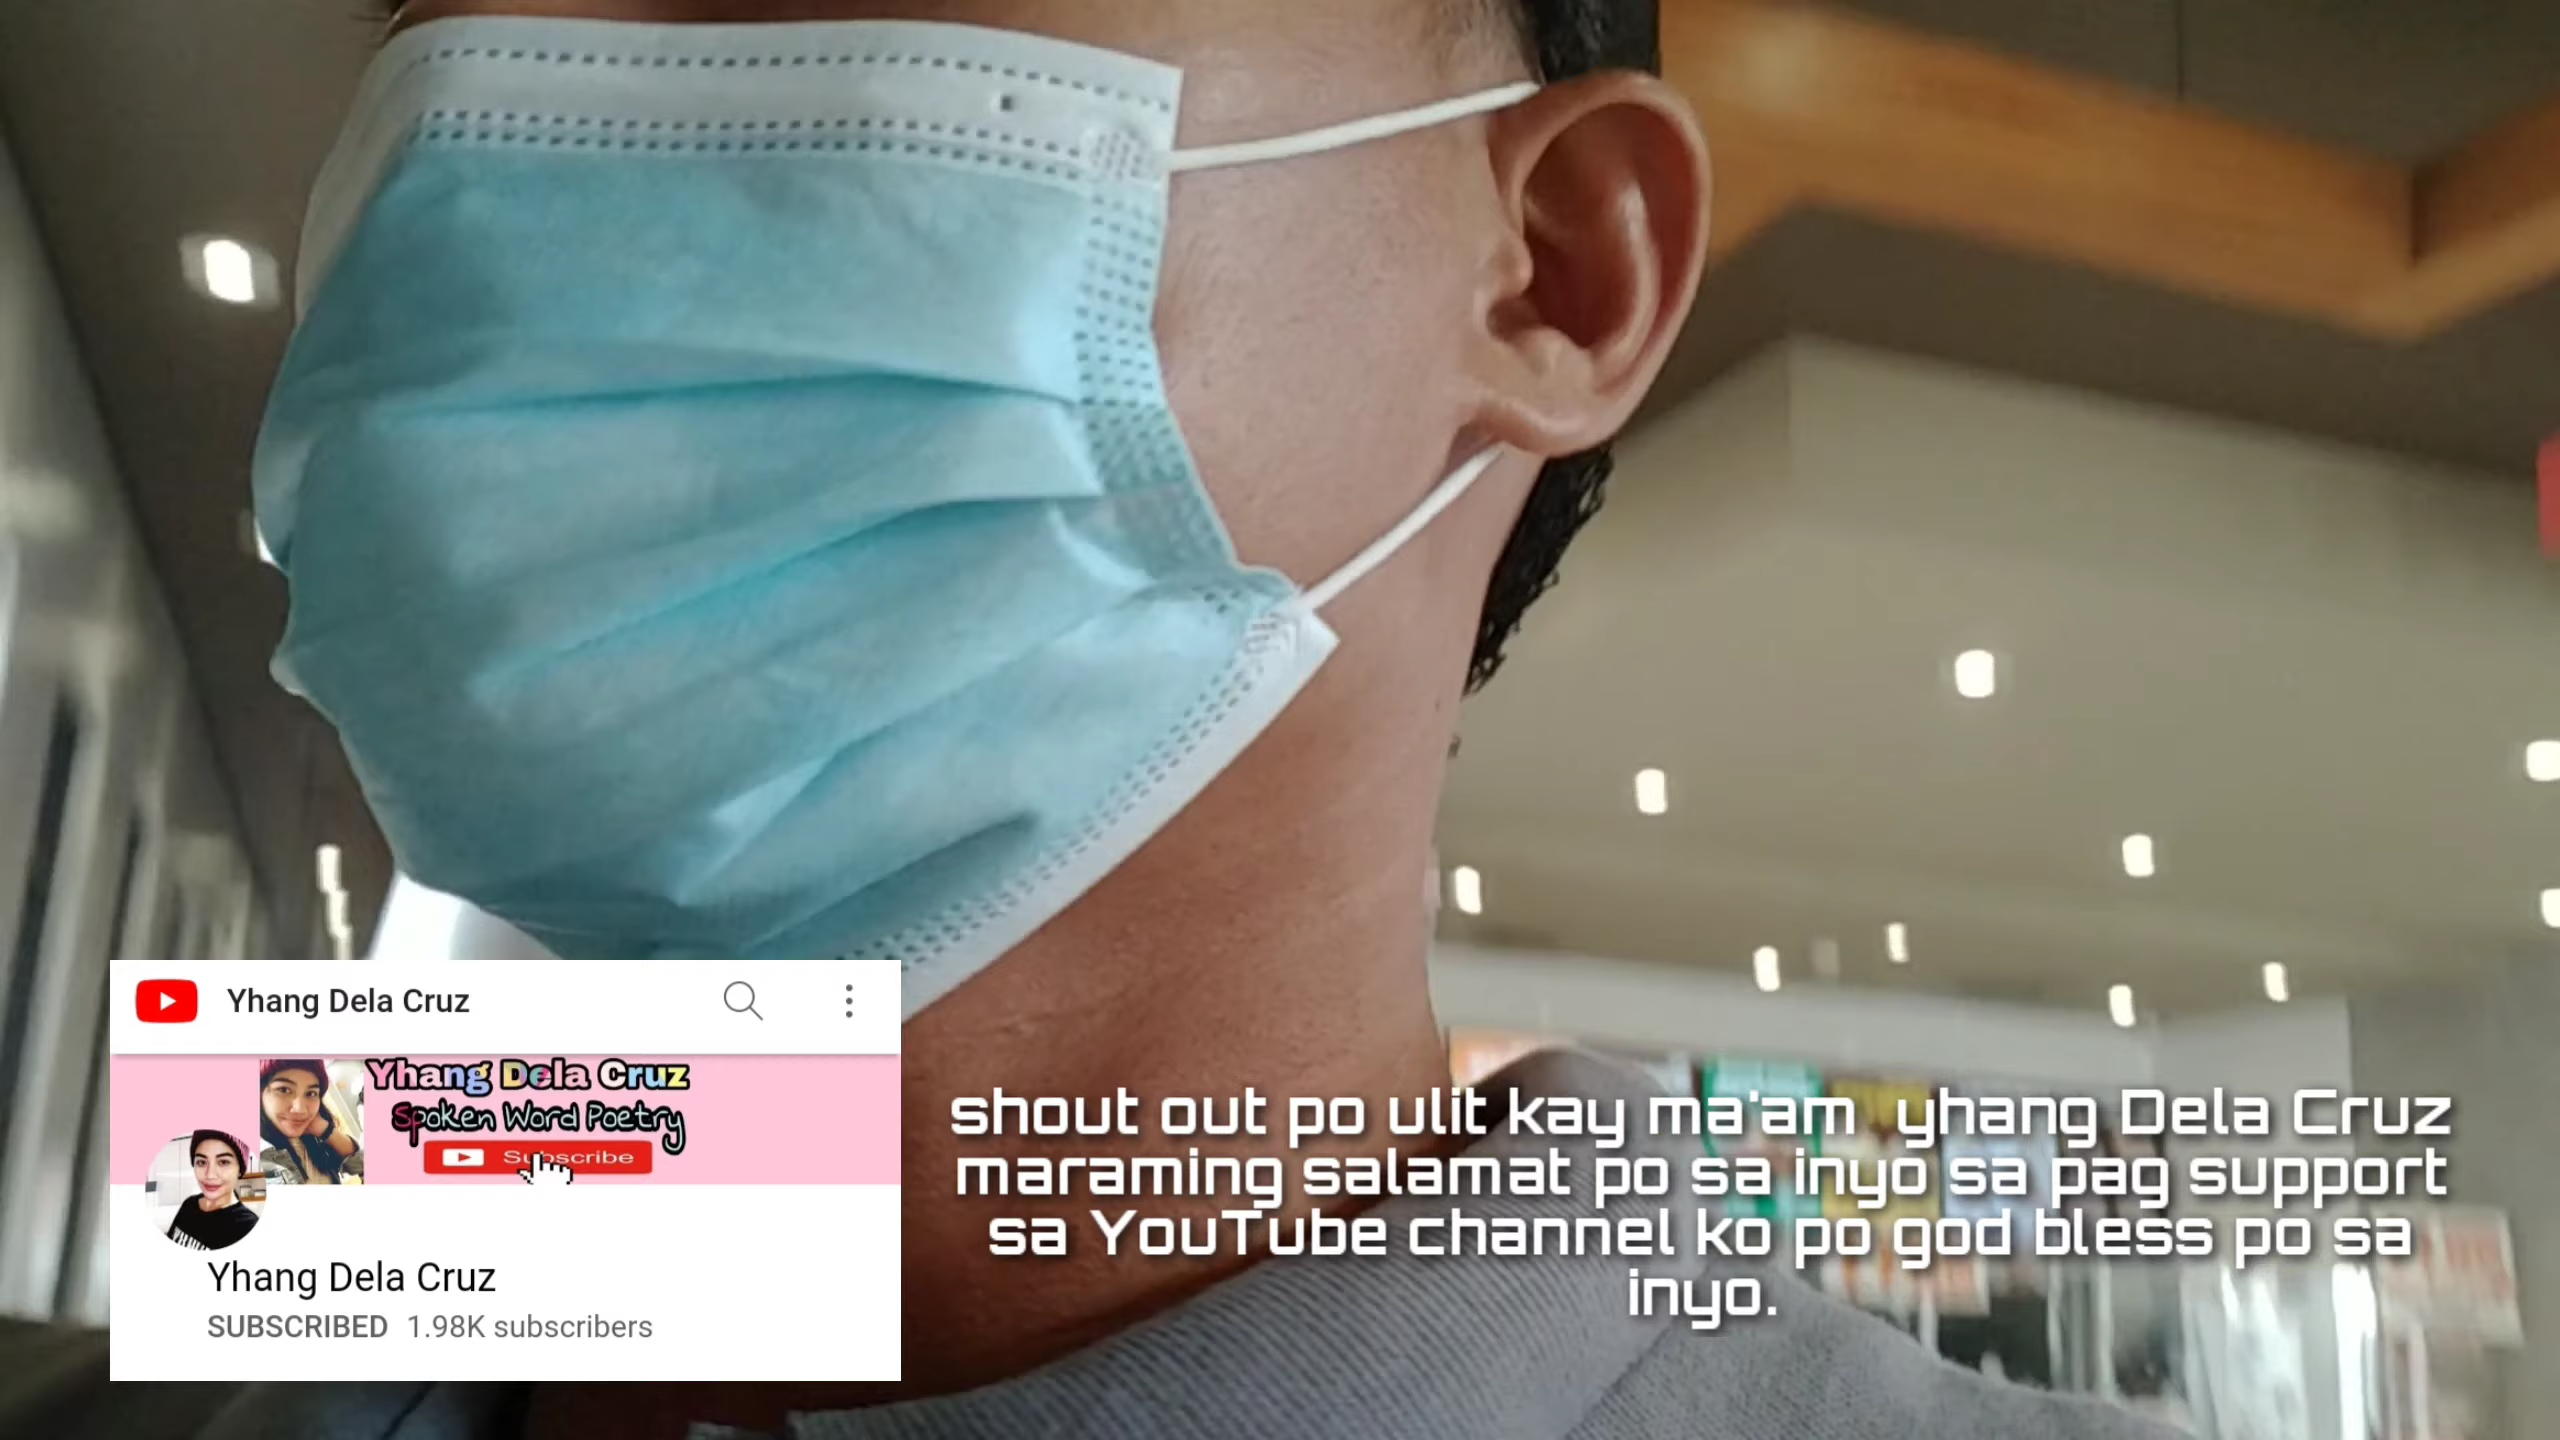 Yhang Dela Cruz
Yhang Dela Cruz
Spoken Word Poetry
Subscribe
Yhang Dela Cruz
SUBSCRIBED 1.98K subscribers
shout out po ulit kay ma'am yhang Dela Cruz
maraming salamat po sa inyo sa pag support
sa YouTube channel ko po god bless po sa
inyo.